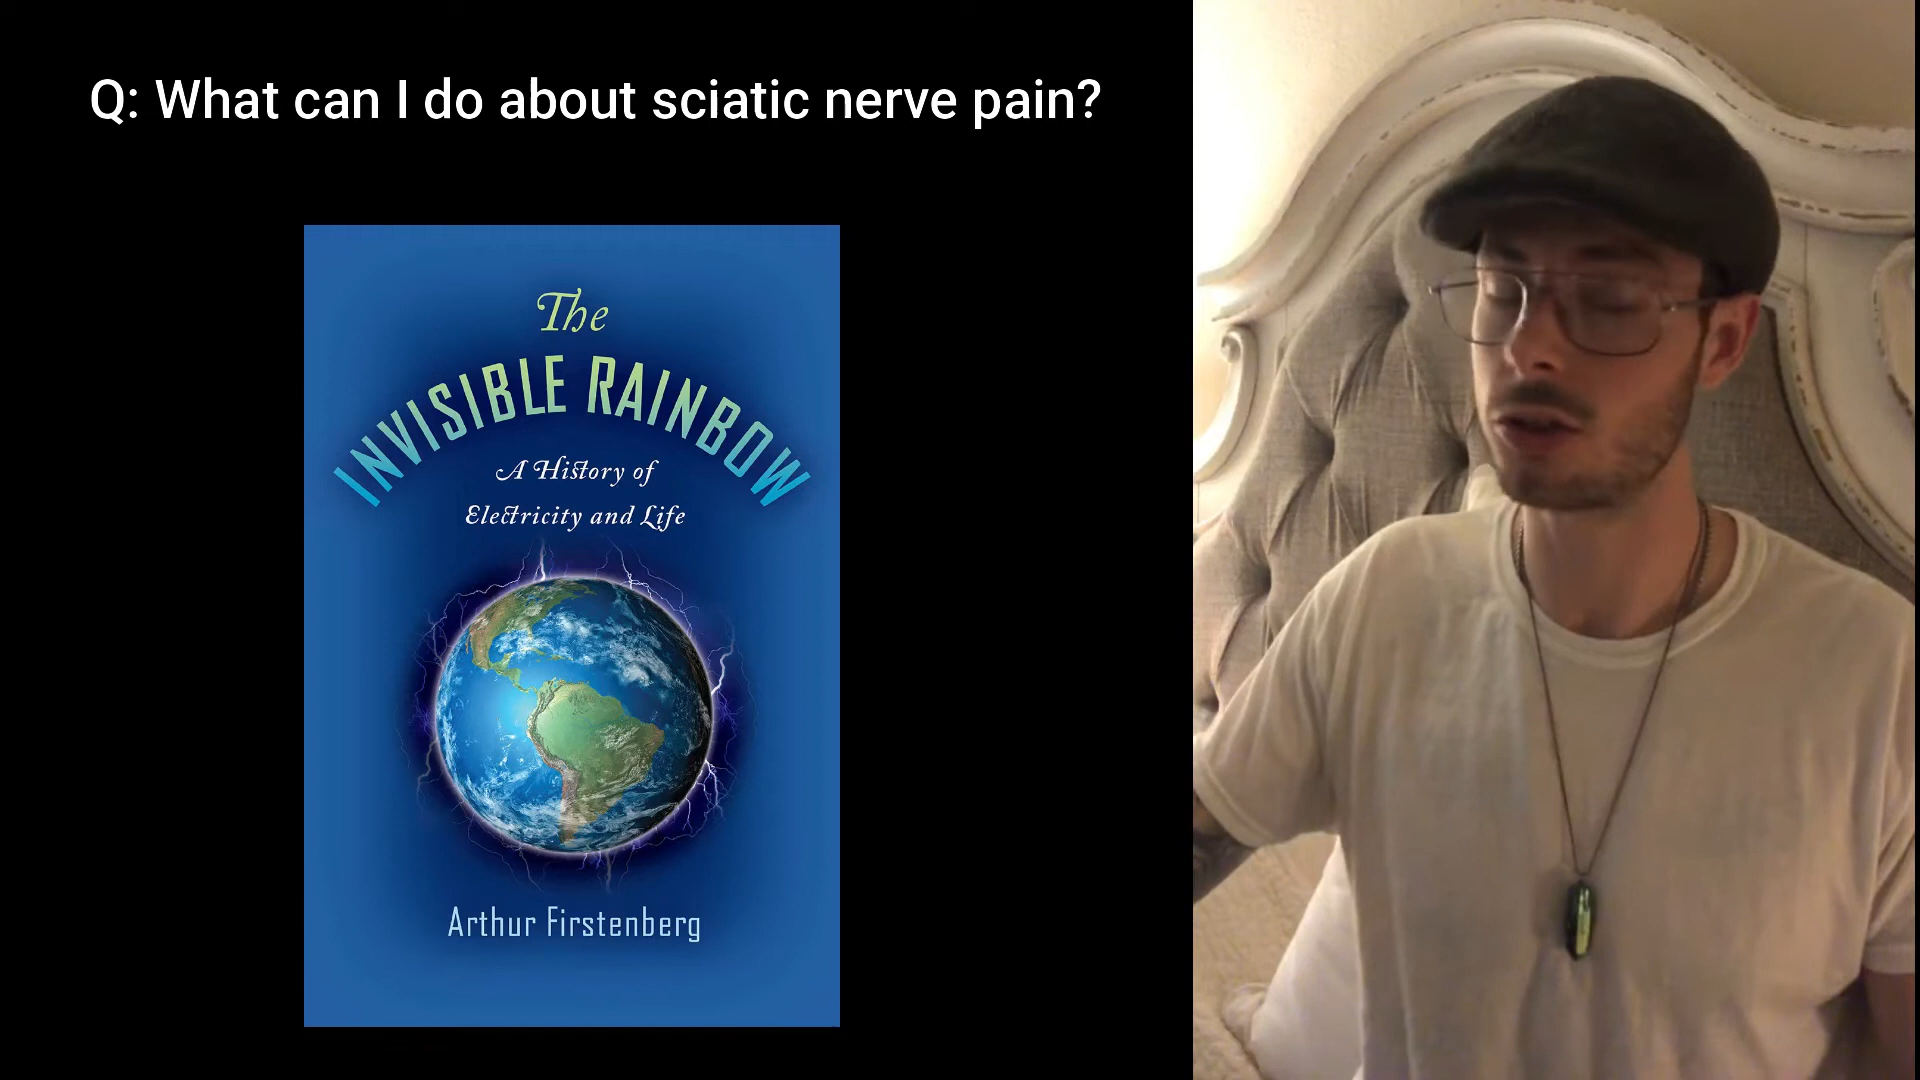 Q: What can I do about sciatic nerve pain?
The
INVISIBLE RAINBOW
A History of
Electricity and Life
Arthur Firstenberg